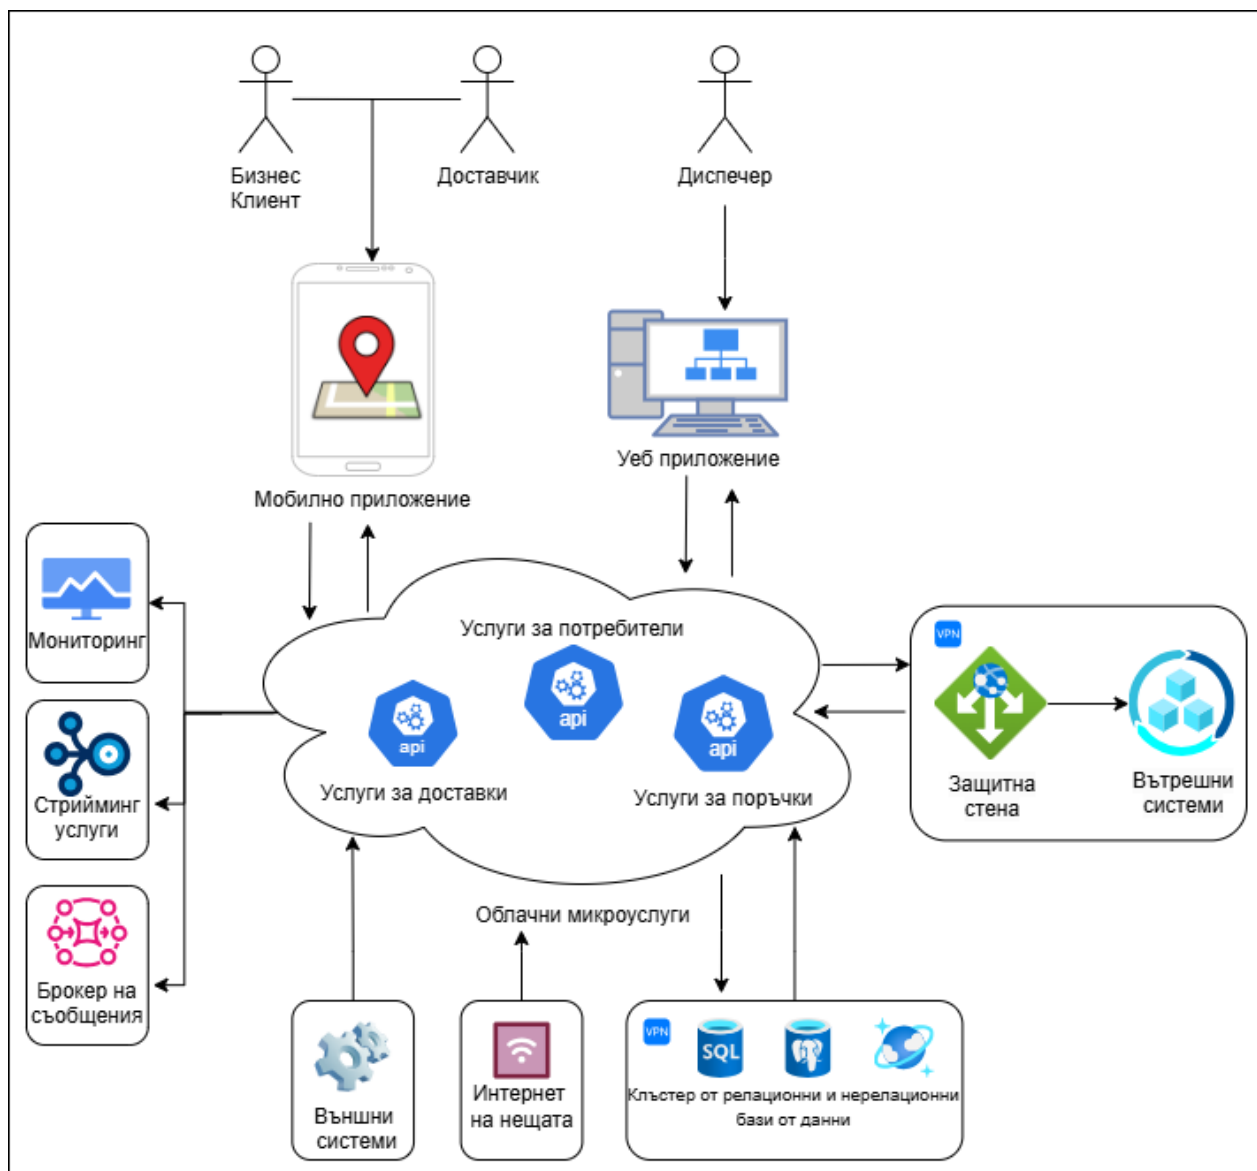 Бизнес
Клиент
Доставчик
Диспечер
Уеб приложение
Мобилно приложение
Мониторинг
Услуги за потребители
api
api
api
Услуги за доставки
Услуги за поръчки
VPN
Защитна
стена
Вътрешни
системи
Стрийминг
услуги
Облачни микроуслуги
Брокер на
съобщения
Външни
системи
Интернет
на нещата
VPN
SQL
Клъстер от релационни и нерелационни
бази от данни